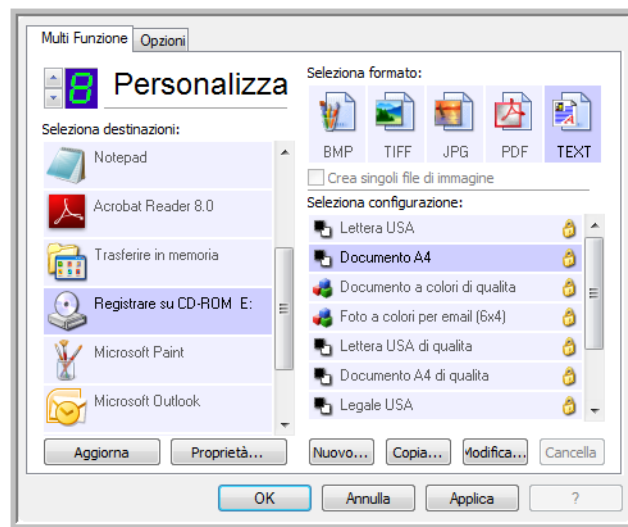 Multi Funzione
Opzioni
8
Personalizza
Seleziona destinazioni:
Notepad
Acrobat Reader 8.0
Trasferire in memoria
Registrare su CD-ROM E:
Microsoft Paint
Microsoft Outlook
Aggiorna
Proprietà...
Seleziona formato:
BMP
TIFF
JPG
PDF
TEXT
Crea singoli file di immagine
Seleziona configurazione:
Lettera USA
Documento A4
Documento a colori di qualita
Foto a colori per email (6x4)
Lettera USA di qualita
Documento A4 di qualita
Legale USA
Nuovo...
Copia...
Modifica...
Cancella
OK
Annulla
Applica
?